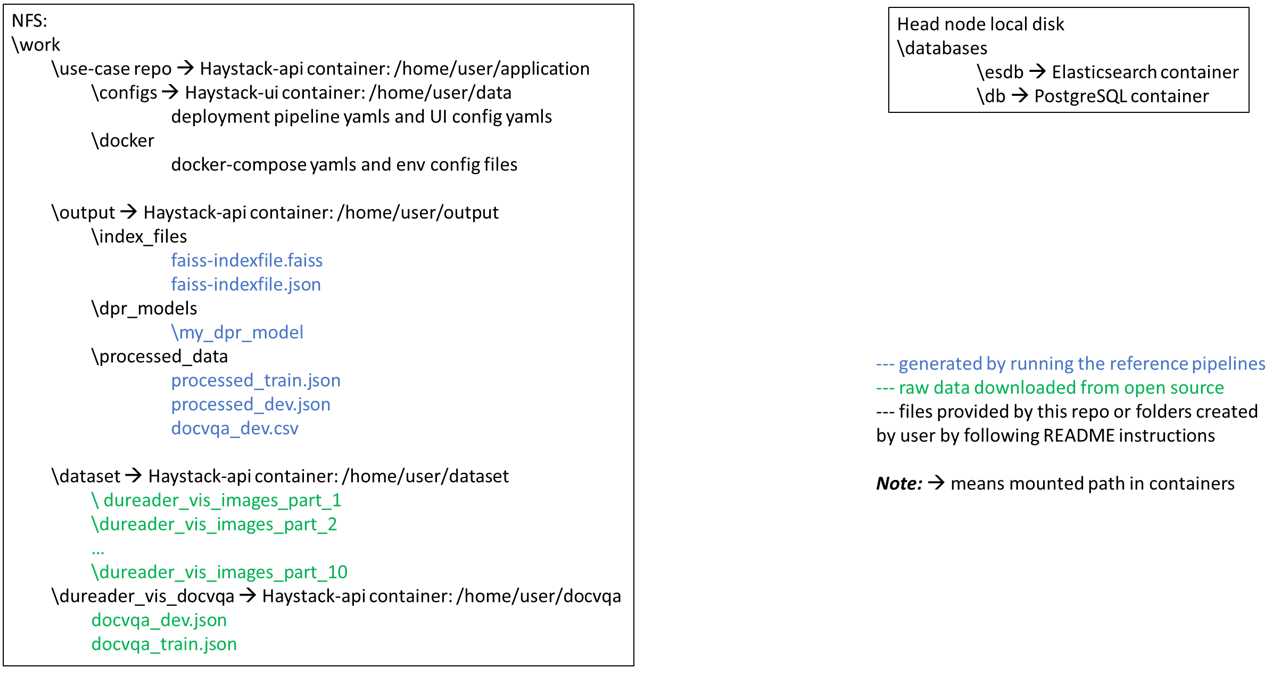 NFS:
\work
\use-case repo → Haystack-api container: /home/user/application
\configs → Haystack-ui container: /home/user/data
deployment pipeline yamls and UI config yamls
\docker
docker-compose yamls and env config files
\output → Haystack-api container: /home/user/output
\index_files
faiss-indexfile.faiss
faiss-indexfile.json
\dpr_models
\my_dpr_model
\processed_data
processed_train.json
processed_dev.json
docvqa_dev.csv
\dataset → Haystack-api container: /home/user/dataset
\ dureader_vis_images_part_1
\dureader_vis_images_part_2
...
\dureader_vis_images_part_10
\dureader_vis_docvqa → Haystack-api container: /home/user/docvqa
docvqa_dev.json
docvqa_train.json
Head node local disk
\databases
\esdb → Elasticsearch container
\db → PostgreSQL container
--- generated by running the reference pipelines
--- raw data downloaded from open source
--- files provided by this repo or folders created
by user by following README instructions
Note: → means mounted path in containers